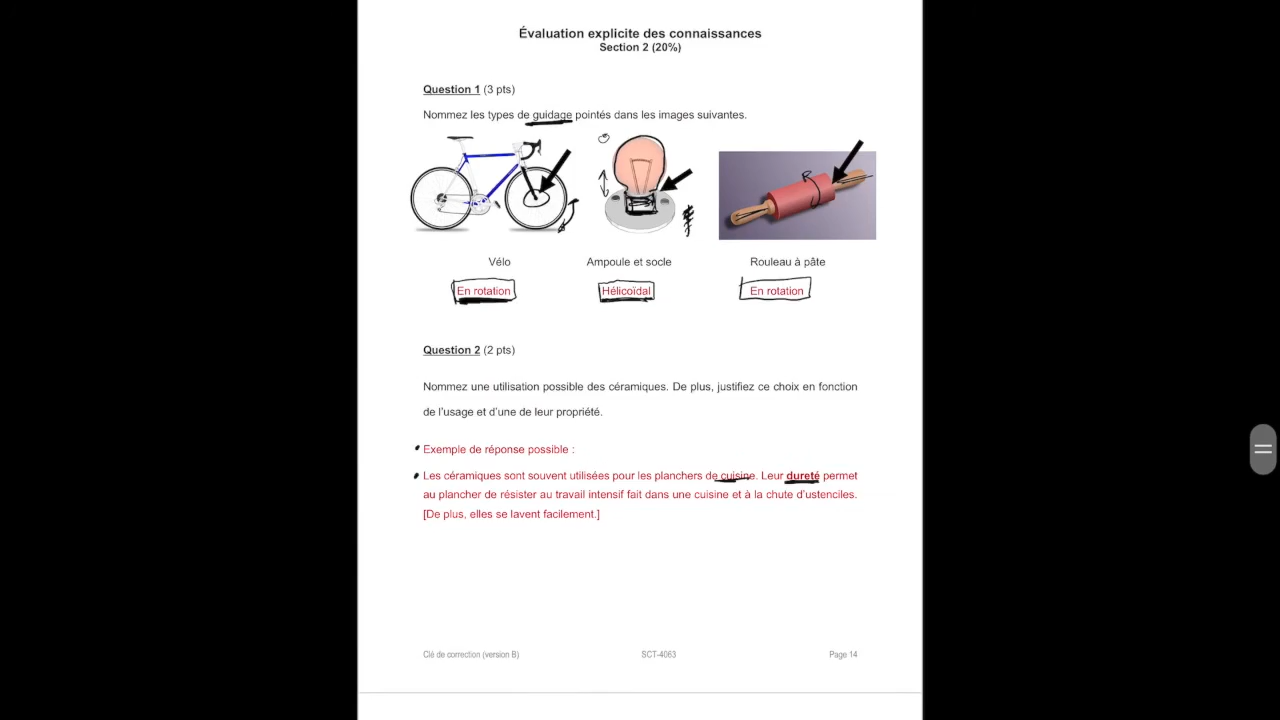 Évaluation explicite des connaissances
Section 2 (20%)
Question 1 (3 pts)
Nommez les types de guidage pointés dans les images suivantes.
Vélo
Ampoule et socle
Rouleau à pâte
En rotation
Hélicoïdal
En rotation
Question 2 (2 pts)
Nommez une utilisation possible des céramiques. De plus, justifiez ce choix en fonction
de l'usage et d'une de leur propriété.
Exemple de réponse possible :
Les céramiques sont souvent utilisées pour les planchers de cuisine. Leur dureté permet
au plancher de résister au travail intensif fait dans une cuisine et à la chute d'ustenciles.
[De plus, elles se lavent facilement.]
Clé de correction (version B)
SCT-4063
Page 14